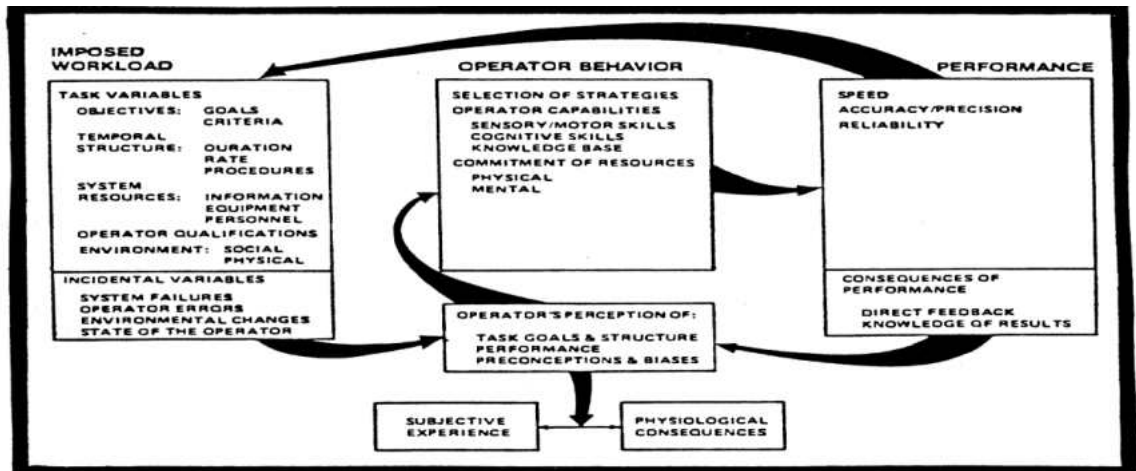 IMPOSED
WORKLOAD
TASK VARIABLES
OBJECTIVES: GOALS
CRITERIA
TEMPORAL
STRUCTURE: DURATION
RATE
PROCEDURES
SYSTEM
RESOURCES: INFORMATION
EQUIPMENT
PERSONNEL
OPERATOR QUALIFICATIONS
ENVIRONMENT: SOCIAL
PHYSICAL
INCIDENTAL VARIABLES
SYSTEM FAILURES
OPERATOR ERRORS
ENVIRONMENTAL CHANGES
STATE OF THE OPERATOR
OPERATOR BEHAVIOR
SELECTION OF STRATEGIES
OPERATOR CAPABILITIES
SENSORY/MOTOR SKILLS
COGNITIVE SKILLS
KNOWLEDGE BASE
COMMITMENT OF RESOURCES
PHYSICAL
MENTAL
OPERATOR'S PERCEPTION OF:
TASK GOALS & STRUCTURE
PERFORMANCE
PRECONCEPTIONS & BIASES
SUBJECTIVE
EXPERIENCE
PHYSIOLOGICAL
CONSEQUENCES
PERFORMANCE
SPEED
ACCURACY/PRECISION
RELIABILITY
CONSEQUENCES OF
PERFORMANCE
DIRECT FEEDBACK
KNOWLEDGE OF RESULTS